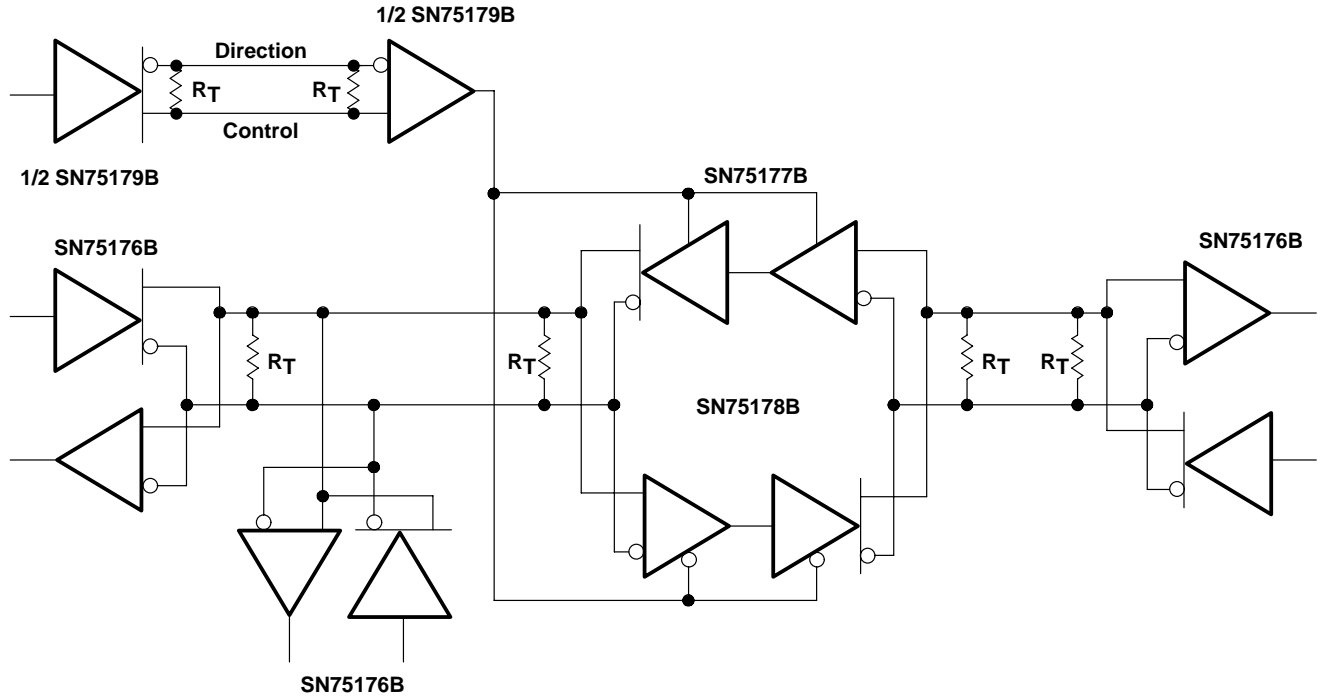 1/2 SN75179B
Direction
RT
RT
Control
1/2 SN75179B
SN75177B
SN75176B
SN75176B
RT
RT
RT
RT
SN75178B
SN75176B